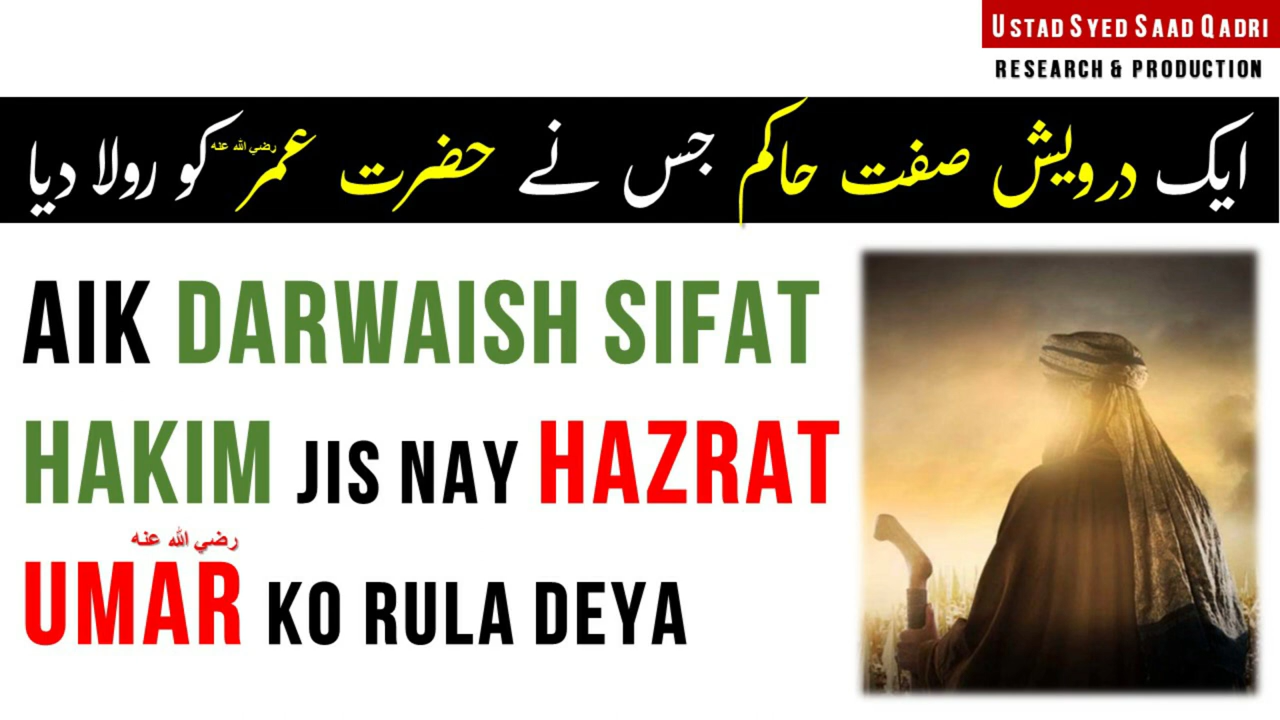 USTAD SYED SAAD QADRI
RESEARCH & PRODUCTION
ایک درویش صفت حاکم جس نے حضرت عمر رضي الله عنه کو رولا دیا
AIK DARWAISH SIFAT
HAKIM JIS NAY HAZRAT
رضي الله عنه
UMAR KO RULA DEYA